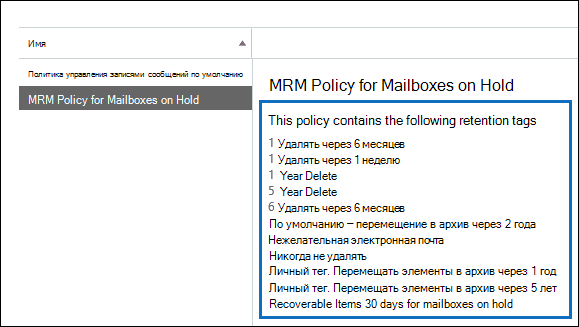 Имя
Политика управления записями сообщений по умолчанию
MRM Policy for Mailboxes on Hold
MRM Policy for Mailboxes on Hold
This policy contains the following retention tags
1 Удалять через 6 месяцев
1 Удалять через 1 неделю
1 Year Delete
5 Year Delete
6 Удалять через 6 месяцев
По умолчанию – перемещение в архив через 2 года
Нежелательная электронная почта
Никогда не удалять
Личный тег. Перемещать элементы в архив через 1 год
Личный тег. Перемещать элементы в архив через 5 лет
Recoverable Items 30 days for mailboxes on hold